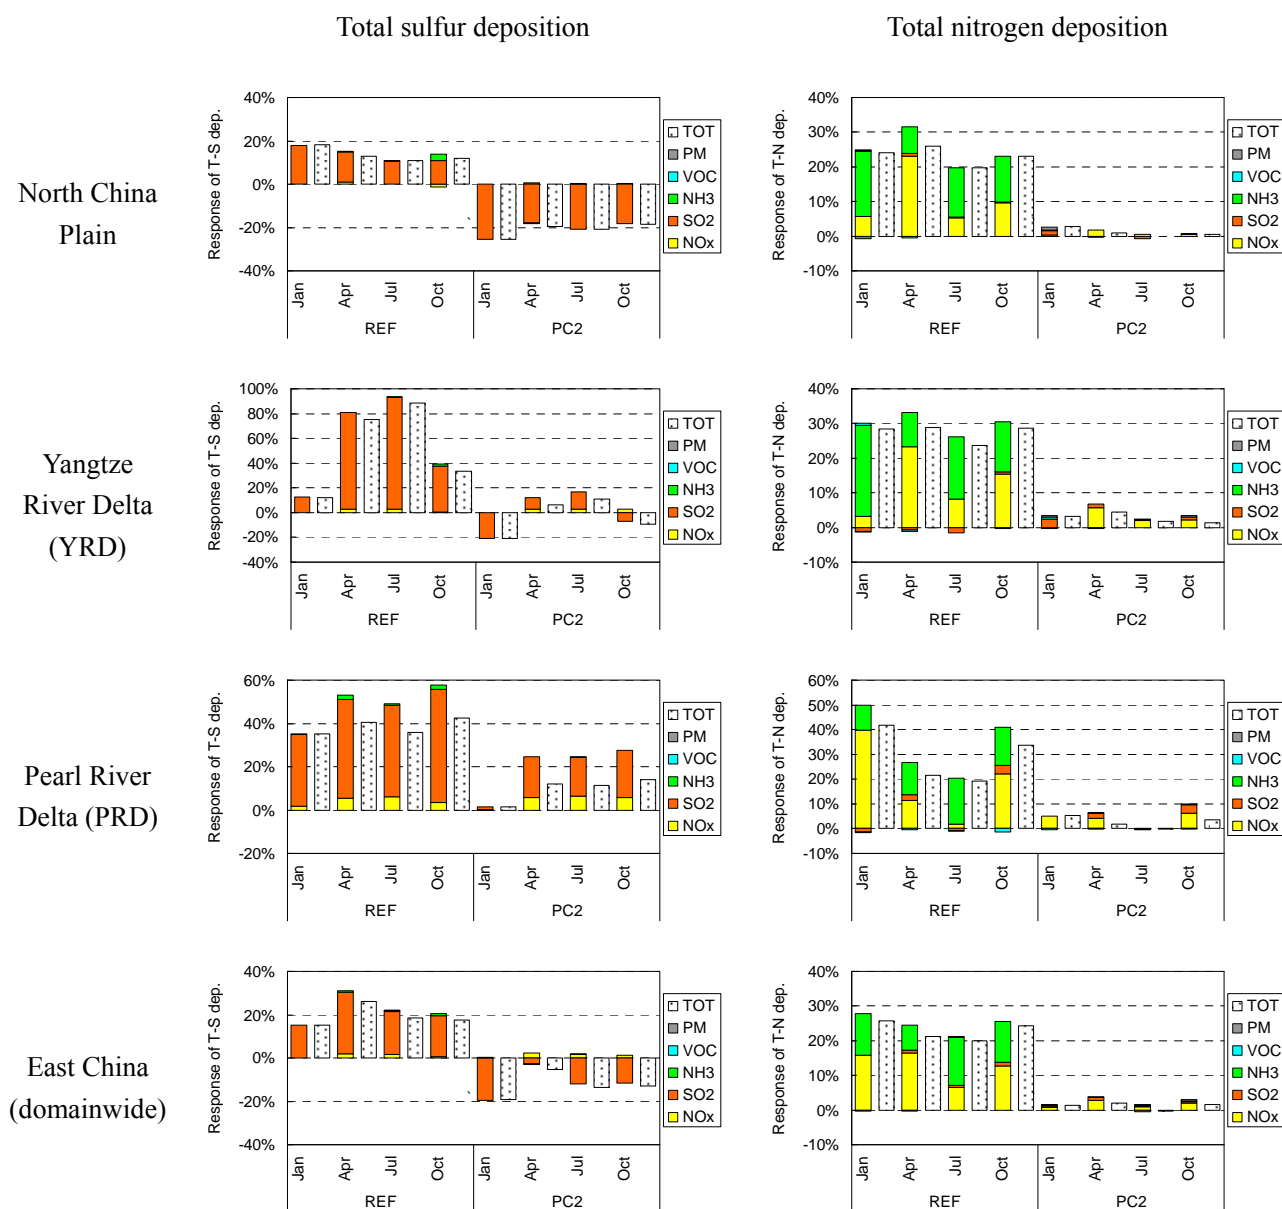 Total sulfur deposition
Total nitrogen deposition
North China
Plain
Response of T-S dep.
40%
20%
0%
-20%
-40%
Jan
Apr
Jul
Oct
Jan
Apr
Jul
Oct
REF
PC2
TOT
PM
VOC
NH3
SO2
NOx
Response of T-N dep.
40%
30%
20%
10%
0%
-10%
Jan
Apr
Jul
Oct
Jan
Apr
Jul
Oct
REF
PC2
TOT
PM
VOC
NH3
SO2
NOx
Yangtze
River Delta
(YRD)
Response of T-S dep.
100%
80%
60%
40%
20%
0%
-20%
-40%
Jan
Apr
Jul
Oct
Jan
Apr
Jul
Oct
REF
PC2
TOT
PM
VOC
NH3
SO2
NOx
Response of T-N dep.
40%
30%
20%
10%
0%
-10%
Jan
Apr
Jul
Oct
Jan
Apr
Jul
Oct
REF
PC2
TOT
PM
VOC
NH3
SO2
NOx
Pearl River
Delta (PRD)
Response of T-S dep.
60%
40%
20%
0%
-20%
Jan
Apr
Jul
Oct
Jan
Apr
Jul
Oct
REF
PC2
TOT
PM
VOC
NH3
SO2
NOx
Response of T-N dep.
60%
50%
40%
30%
20%
10%
0%
-10%
Jan
Apr
Jul
Oct
Jan
Apr
Jul
Oct
REF
PC2
TOT
PM
VOC
NH3
SO2
NOx
East China
(domainwide)
Response of T-S dep.
40%
20%
0%
-20%
-40%
Jan
Apr
Jul
Oct
Jan
Apr
Jul
Oct
REF
PC2
TOT
PM
VOC
NH3
SO2
NOx
Response of T-N dep.
40%
30%
20%
10%
0%
-10%
Jan
Apr
Jul
Oct
Jan
Apr
Jul
Oct
REF
PC2
TOT
PM
VOC
NH3
SO2
NOx